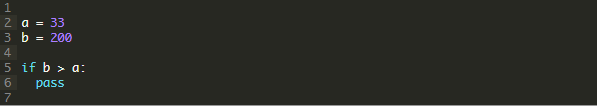 1
2 a = 33
3 b = 200
4
5 if b > a:
6   pass
7